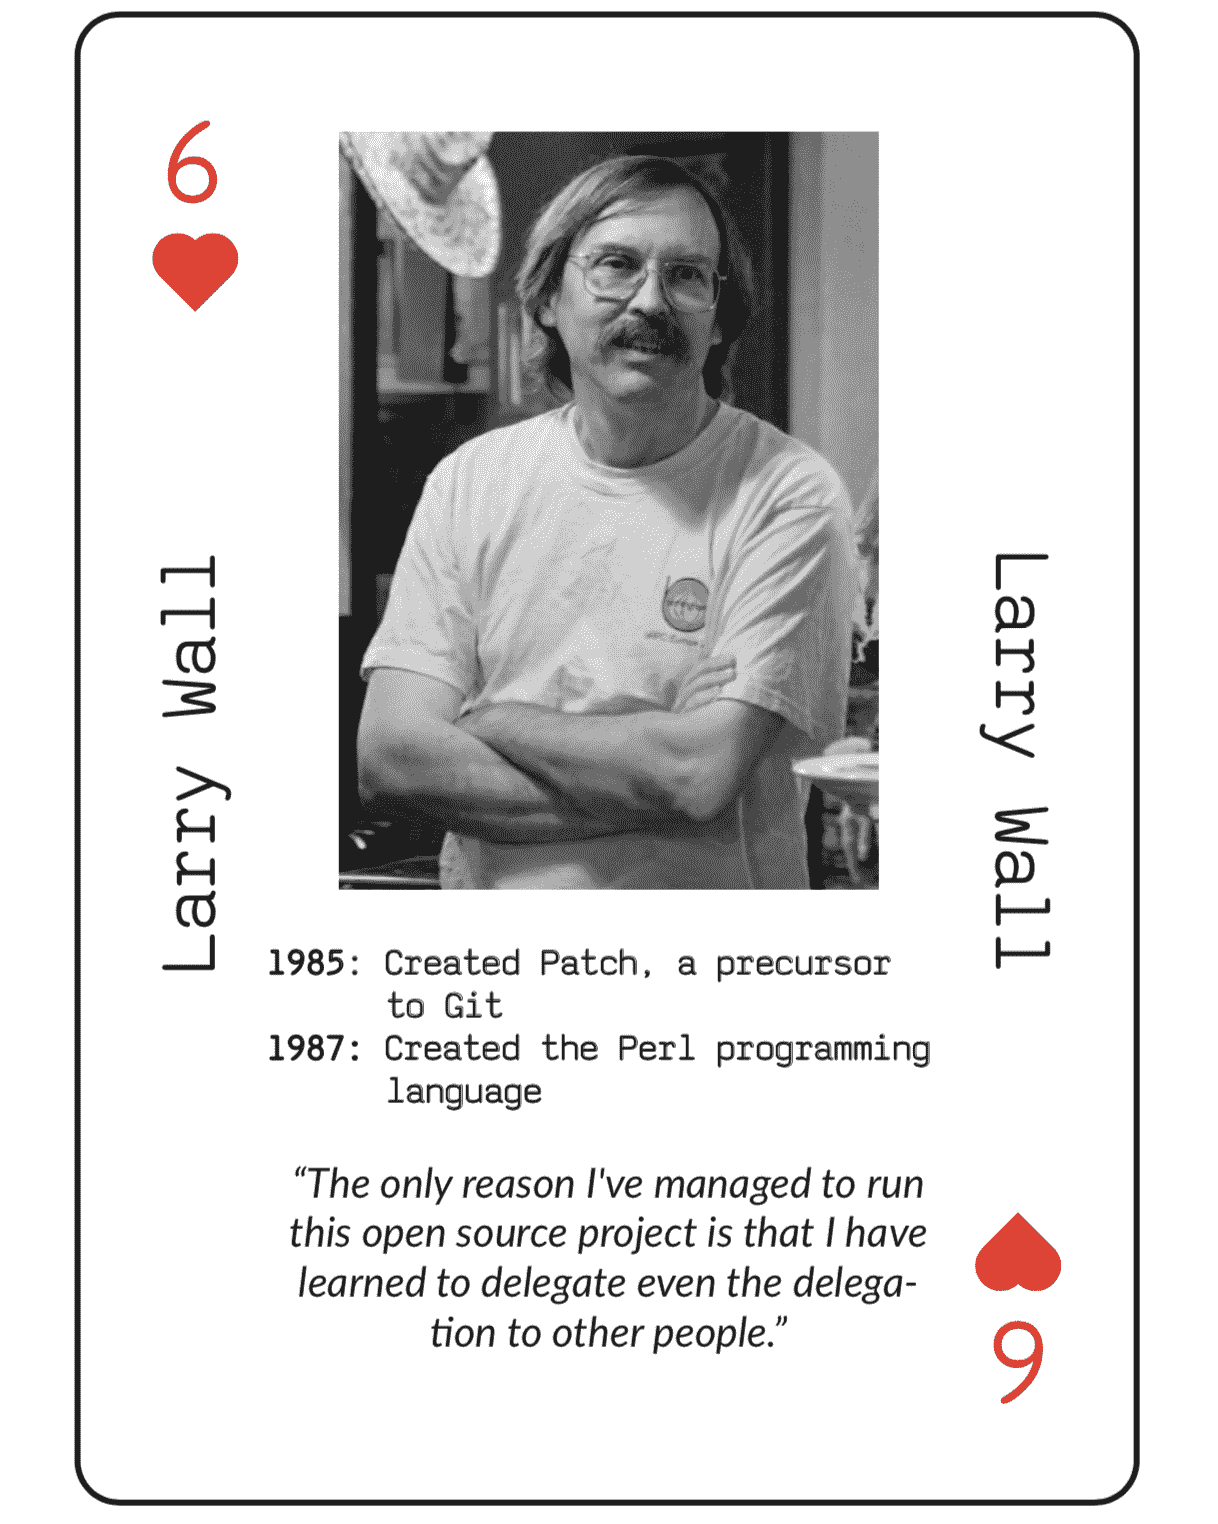 6
Larry Wall
Larry Wall
1985: Created Patch, a precursor
to Git
1987: Created the Perl programming
language
“The only reason I've managed to run
this open source project is that I have
learned to delegate even the delega-
tion to other people.”
6